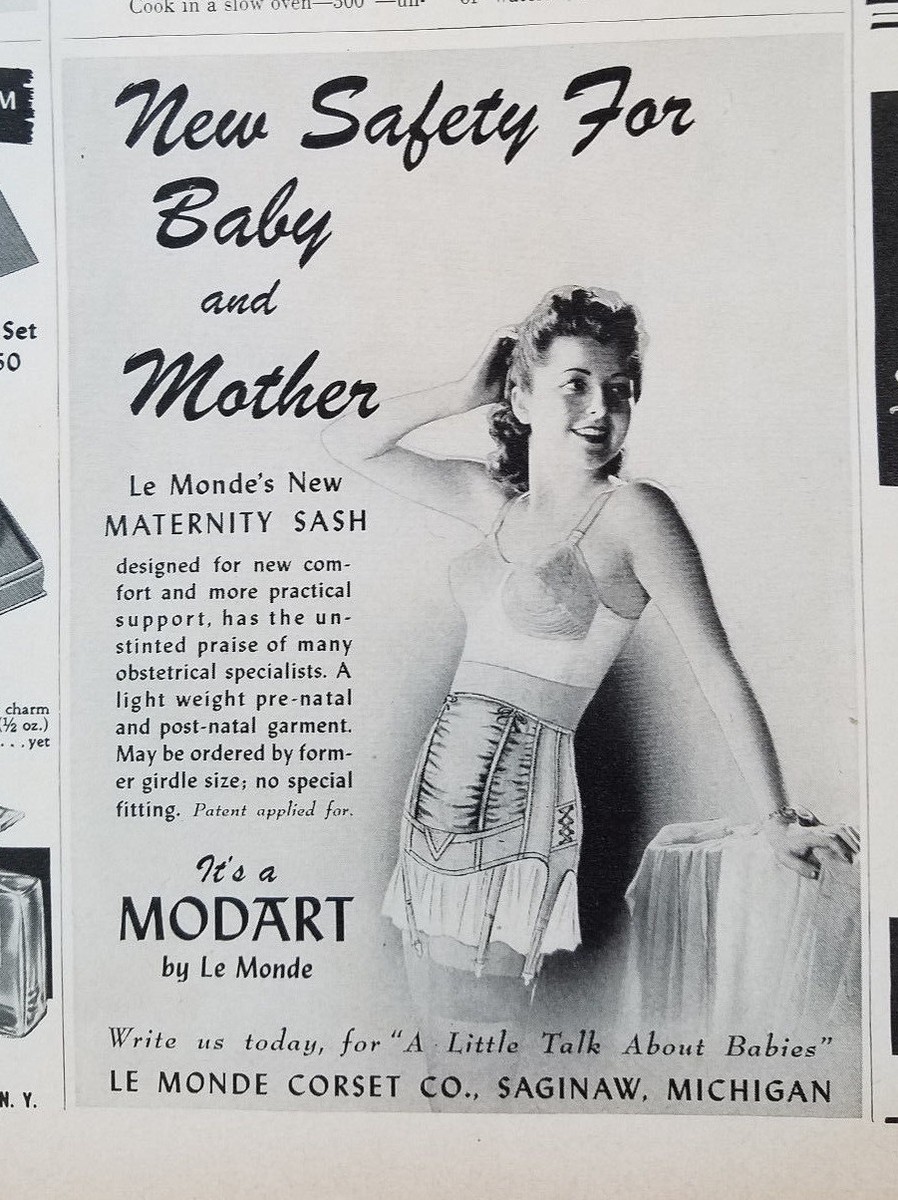 Cook in a slow oven—300°—un-
New Safety For
Baby
and
Mother
Le Monde's New
MATERNITY SASH
designed for new com-
fort and more practical
support, has the un-
stinted praise of many
obstetrical specialists. A
light weight pre-natal
and post-natal garment.
May be ordered by form-
er girdle size; no special
fitting. Patent applied for.
It's a
MODART
by Le Monde
Write us today, for "A Little Talk About Babies"
LE MONDE CORSET CO., SAGINAW, MICHIGAN
M
Set
50
charm
(½ oz.)
...yet
N. Y.